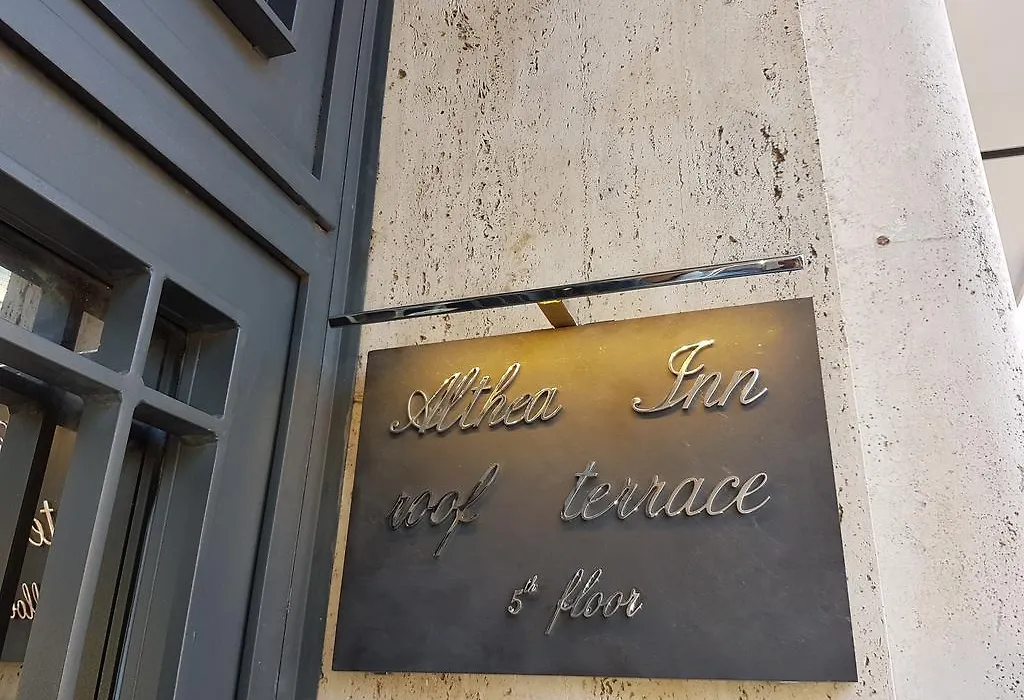 Althea Inn
roof terrace
5th floor